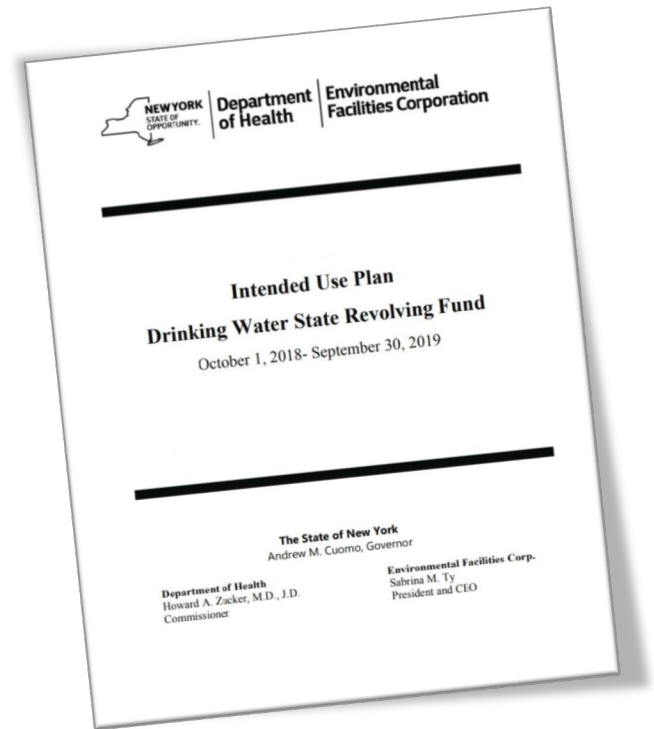 NEW YORK
STATE OF
OPPORTUNITY.
Department
of Health
Environmental
Facilities Corporation
Intended Use Plan
Drinking Water State Revolving Fund
October 1, 2018- September 30, 2019
The State of New York
Andrew M. Cuomo, Governor
Department of Health
Howard A. Zucker, M.D., J.D.
Commissioner
Environmental Facilities Corp.
Sabrina M. Ty
President and CEO